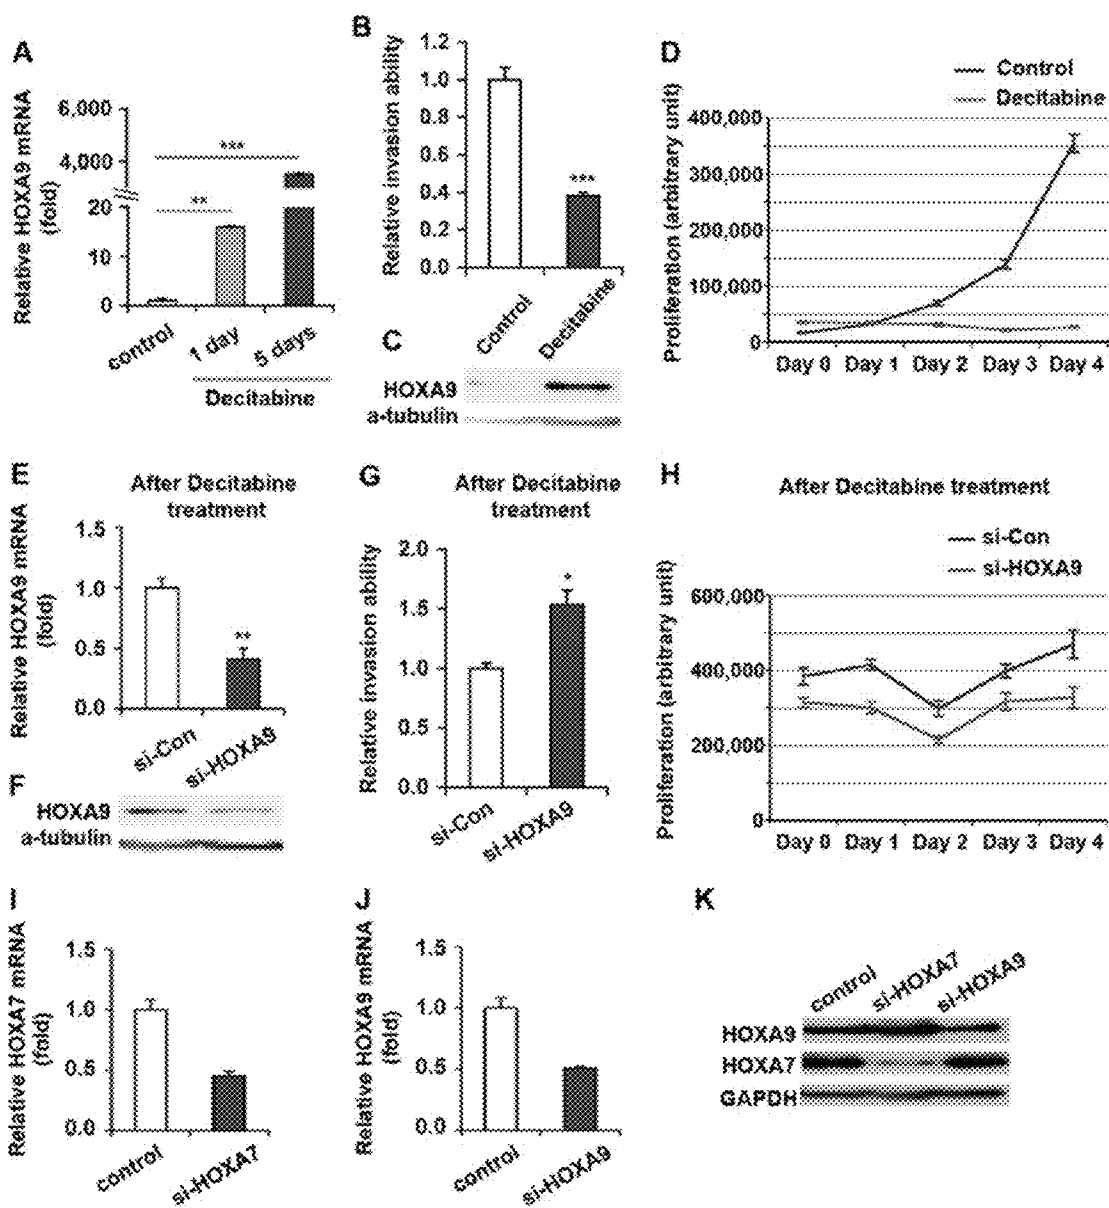 A
Relative HOXA9 mRNA
(fold)
6,000
4,000
20
10
0
***
**
control
1 day
5 days
Decitabine
B
Relative invasion ability
1.2
1.0
0.8
0.6
0.4
0.2
0.0
***
Control
Decitabine
C
HOXA9
a-tubulin
D
Control
Decitabine
Proliferation (arbitrary unit)
400,000
300,000
200,000
100,000
0
Day 0 Day 1 Day 2 Day 3 Day 4
E
After Decitabine
treatment
Relative HOXA9 mRNA
(fold)
1.5
1.0
0.5
0.0
**
si-Con
si-HOXA9
F
HOXA9
a-tubulin
G
After Decitabine
treatment
Relative invasion ability
2.0
1.5
1.0
0.5
0.0
*
si-Con
si-HOXA9
H
After Decitabine treatment
si-Con
si-HOXA9
Proliferation (arbitrary unit)
600,000
400,000
200,000
0
Day 0 Day 1 Day 2 Day 3 Day 4
I
Relative HOXA7 mRNA
(fold)
1.5
1.0
0.5
0.0
control
si-HOXA7
J
Relative HOXA9 mRNA
(fold)
1.5
1.0
0.5
0.0
control
si-HOXA9
K
control
si-HOXA7
si-HOXA9
HOXA9
HOXA7
GAPDH